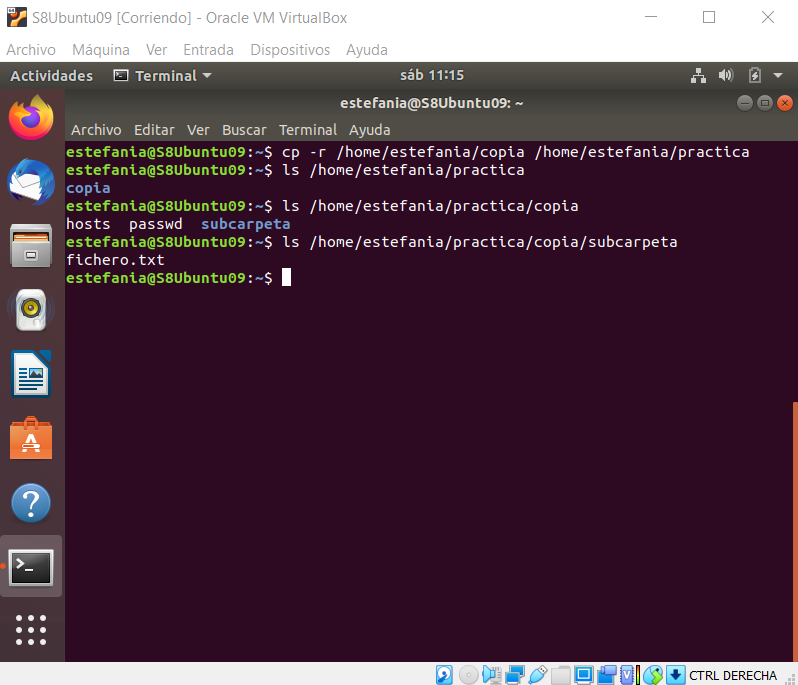 S8Ubuntu09 [Corriendo] - Oracle VM VirtualBox
Archivo Máquina Ver Entrada Dispositivos Ayuda
Actividades Terminal sáb 11:15
estefania@S8Ubuntu09: ~
Archivo Editar Ver Buscar Terminal Ayuda
estefania@S8Ubuntu09:~$ cp -r /home/estefania/copia /home/estefania/practica
estefania@S8Ubuntu09:~$ ls /home/estefania/practica
copia
estefania@S8Ubuntu09:~$ ls /home/estefania/practica/copia
hosts passwd subcarpeta
estefania@S8Ubuntu09:~$ ls /home/estefania/practica/copia/subcarpeta
fichero.txt
estefania@S8Ubuntu09:~$
CTRL DERECHA